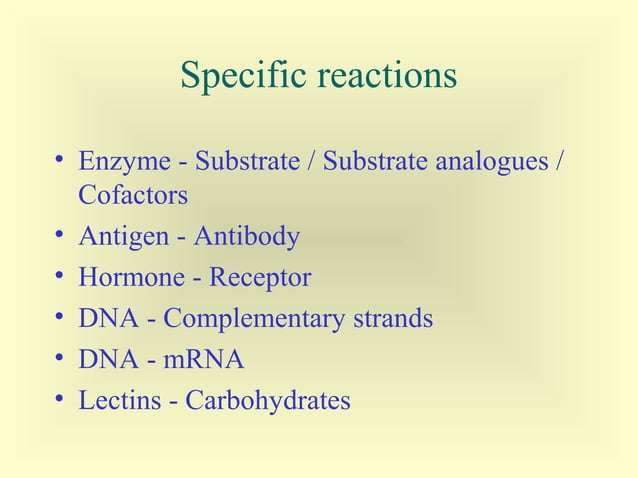 Specific reactions
• Enzyme - Substrate / Substrate analogues /
Cofactors
• Antigen - Antibody
• Hormone - Receptor
• DNA - Complementary strands
• DNA - mRNA
• Lectins - Carbohydrates